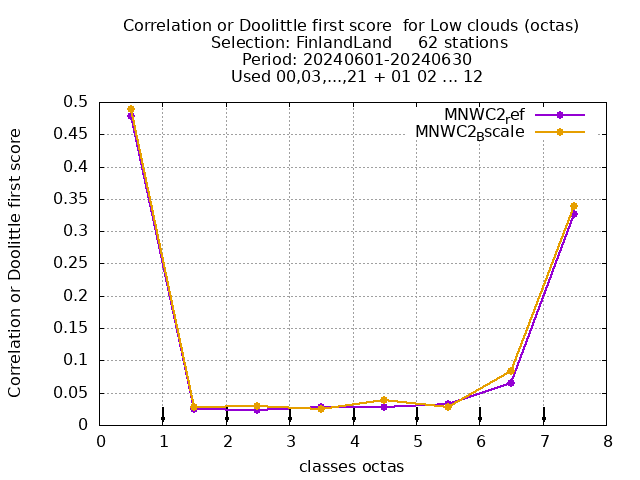 Correlation or Doolittle first score  for Low clouds (octas)
Selection: FinlandLand     62 stations
Period: 20240601-20240630
Used 00,03,...,21 + 01 02 ... 12
Correlation or Doolittle first score
0.5
0.45
0.4
0.35
0.3
0.25
0.2
0.15
0.1
0.05
0
MNWC2ref
MNWC2Bscale
0 1 2 3 4 5 6 7 8
classes octas